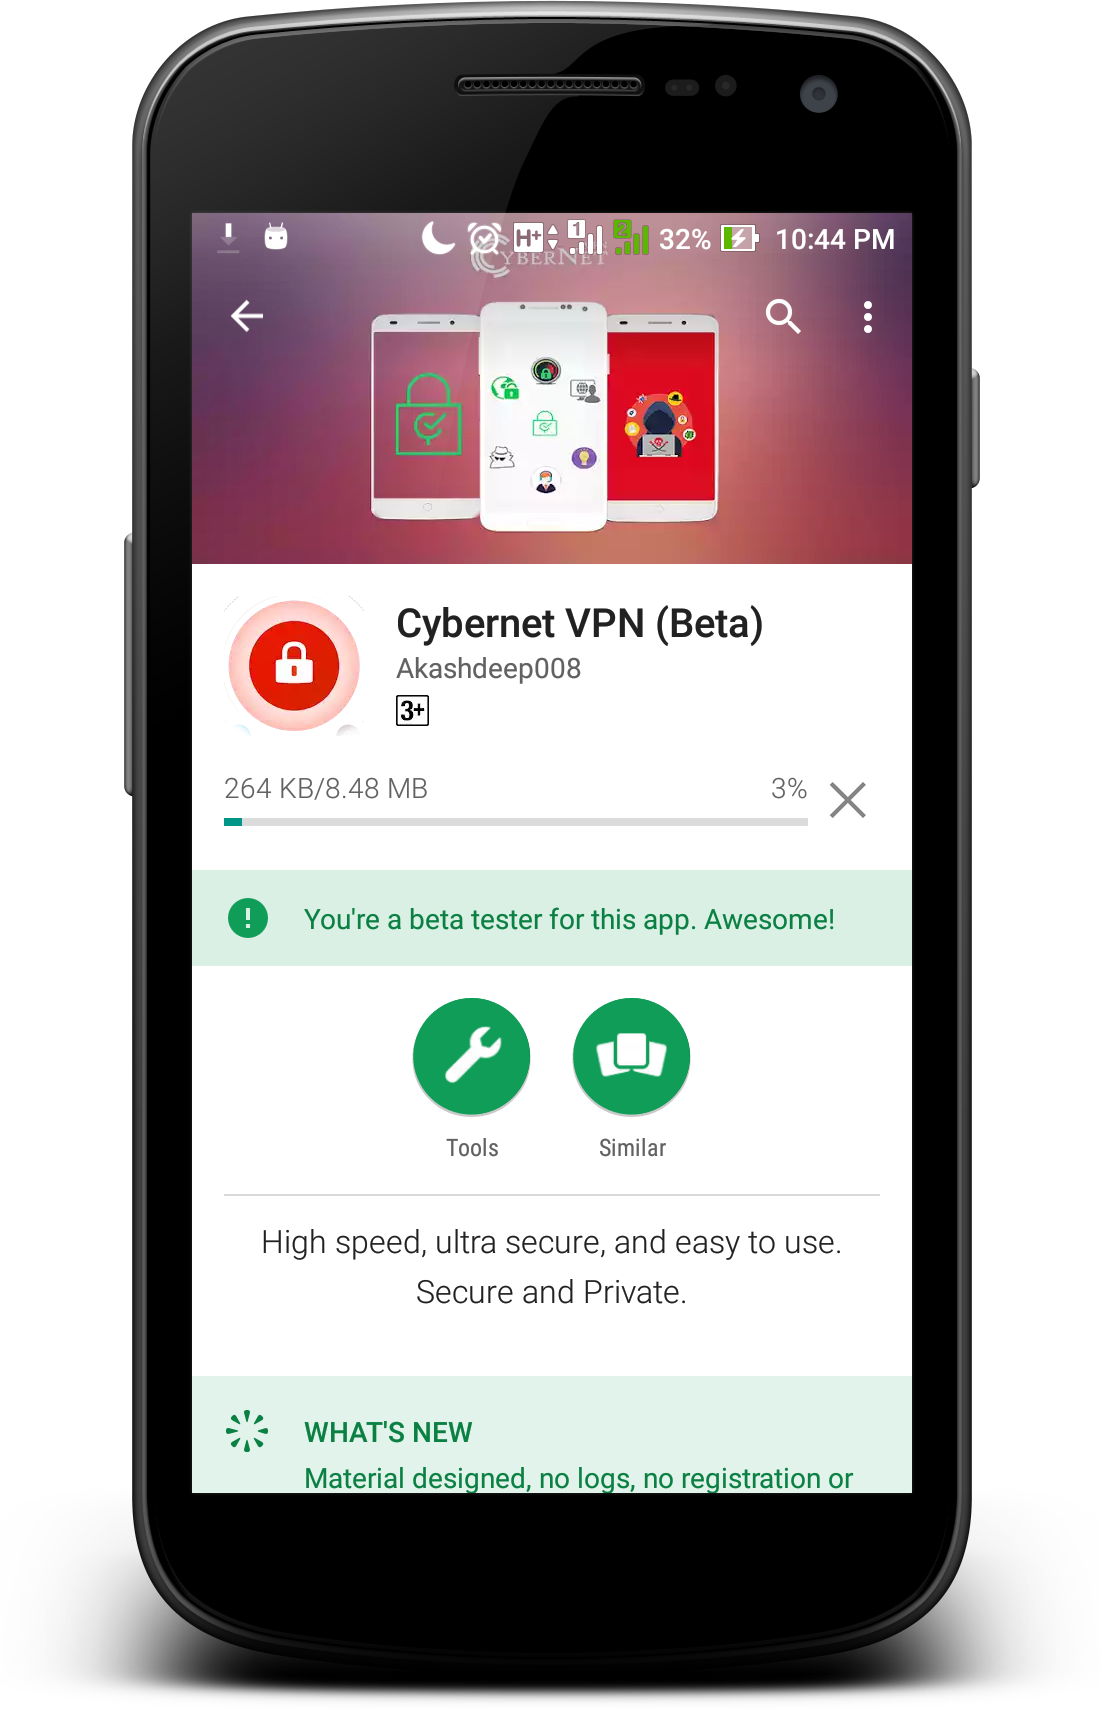 H+ 1 2 32% 10:44 PM
CYBERNET
Cybernet VPN (Beta)
Akashdeep008
3+
264 KB/8.48 MB 3%
You're a beta tester for this app. Awesome!
Tools Similar
High speed, ultra secure, and easy to use.
Secure and Private.
WHAT'S NEW
Material designed, no logs, no registration or